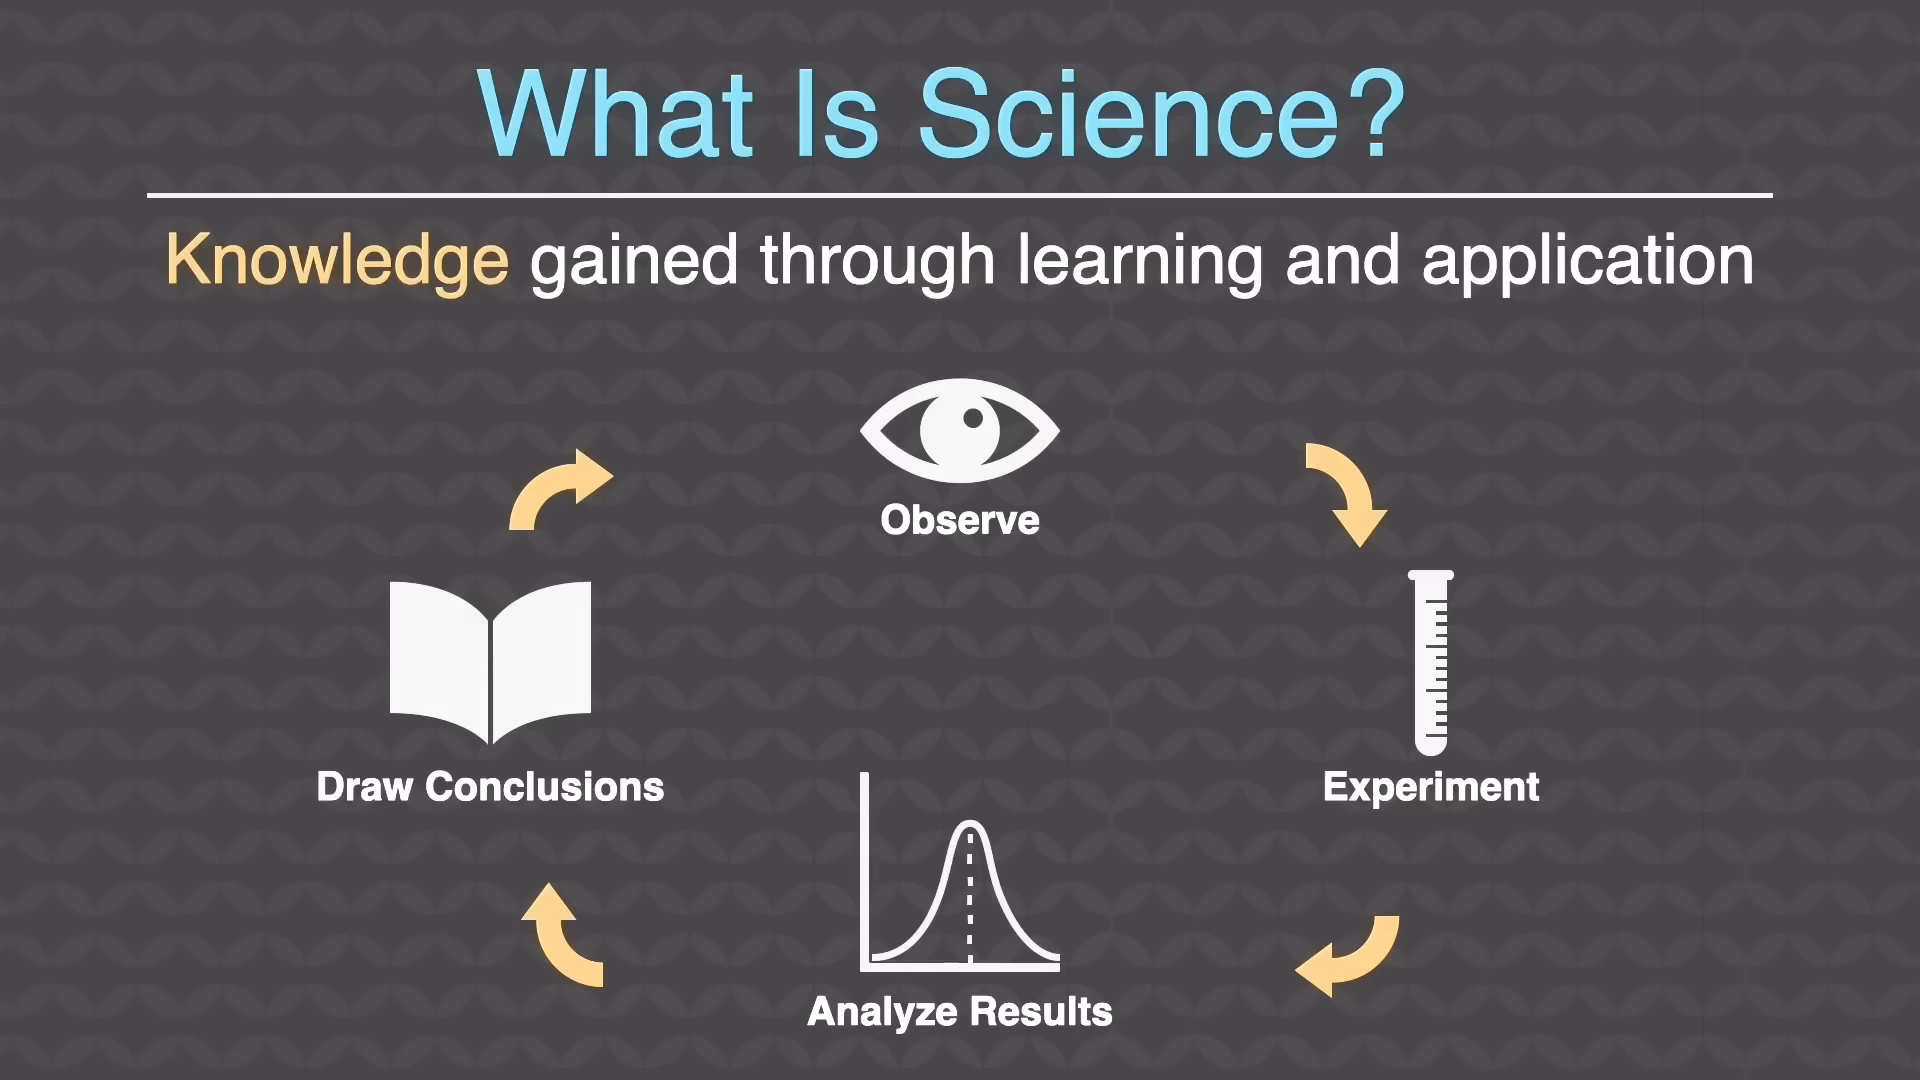 What Is Science?
Knowledge gained through learning and application
Observe
Experiment
Analyze Results
Draw Conclusions